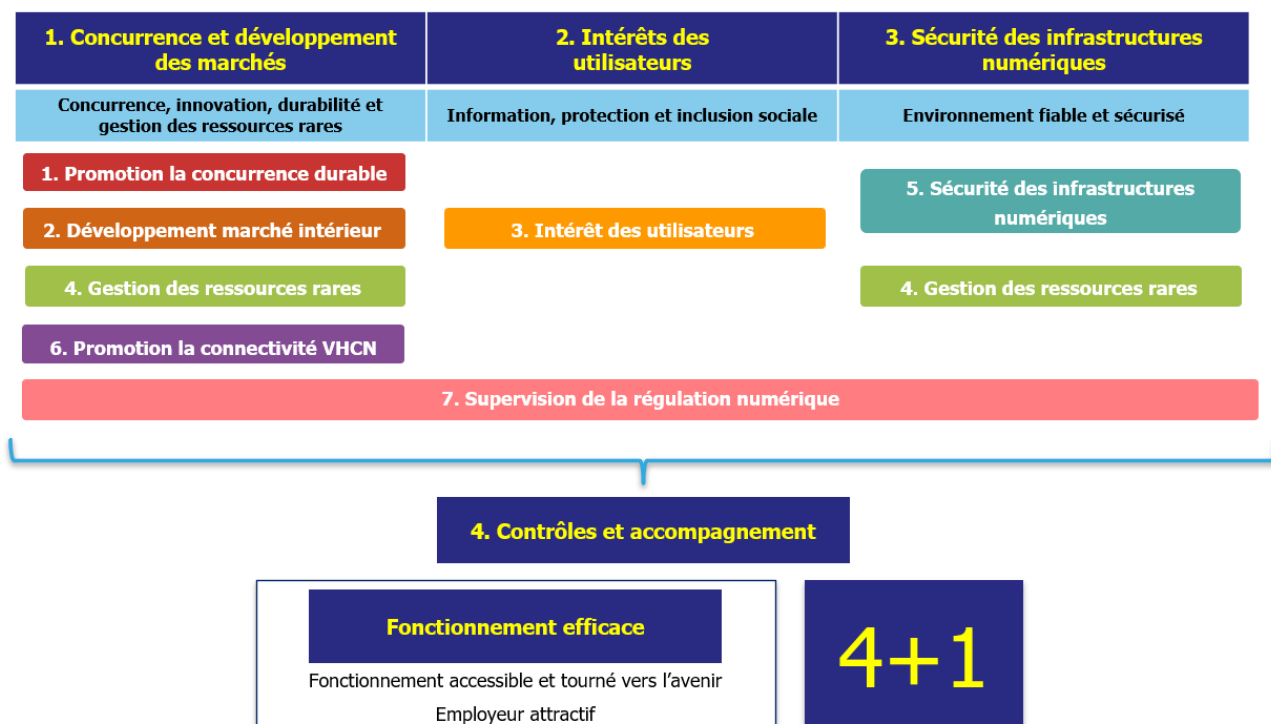 1. Concurrence et développement
des marchés
2. Intérêts des
utilisateurs
3. Sécurité des infrastructures
numériques
Concurrence, innovation, durabilité et
gestion des ressources rares
Information, protection et inclusion sociale
Environnement fiable et sécurisé
1. Promotion la concurrence durable
2. Développement marché intérieur
3. Intérêt des utilisateurs
5. Sécurité des infrastructures
numériques
4. Gestion des ressources rares
4. Gestion des ressources rares
6. Promotion la connectivité VHCN
7. Supervision de la régulation numérique
4. Contrôles et accompagnement
Fonctionnement efficace
Fonctionnement accessible et tourné vers l'avenir
Employeur attractif
4+1